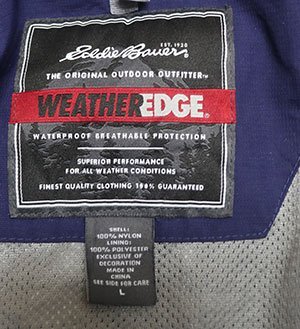 Eddie Bauer
EST. 1920
THE ORIGINAL OUTDOOR OUTFITTER™
WEATHEREDGE®
WATERPROOF BREATHABLE PROTECTION
SUPERIOR PERFORMANCE
FOR ALL WEATHER CONDITIONS
FINEST QUALITY CLOTHING 100% GUARANTEED
SHELL:
100% NYLON
LINING:
100% POLYESTER
EXCLUSIVE OF
DECORATION
MADE IN
CHINA
SEE SIDE FOR CARE
L